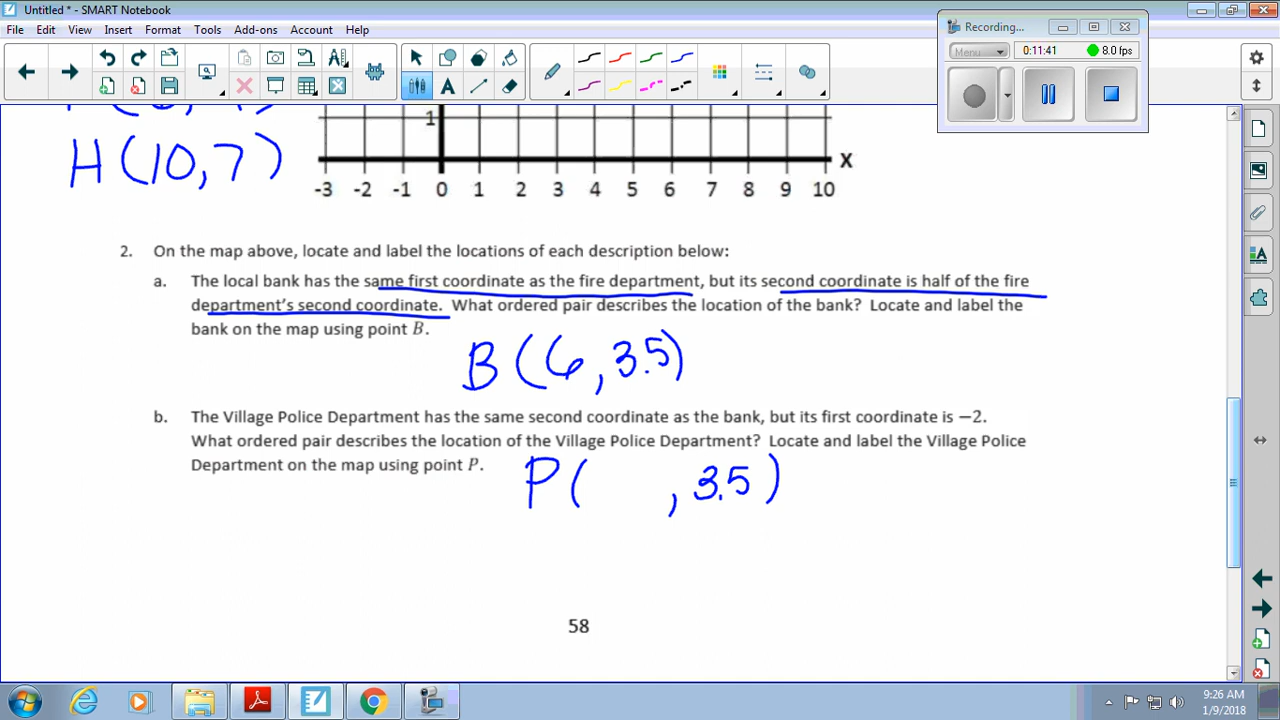 Untitled * - SMART Notebook
File Edit View Insert Format Tools Add-ons Account Help
Recording...
Menu
0:11:41
8.0 fps
H (10, 7)
1
X
-3 -2 -1 0 1 2 3 4 5 6 7 8 9 10
2. On the map above, locate and label the locations of each description below:
a. The local bank has the same first coordinate as the fire department, but its second coordinate is half of the fire
department's second coordinate. What ordered pair describes the location of the bank? Locate and label the
bank on the map using point B.
B (6, 3.5)
b. The Village Police Department has the same second coordinate as the bank, but its first coordinate is −2.
What ordered pair describes the location of the Village Police Department? Locate and label the Village Police
Department on the map using point P.
P ( , 3.5)
58
9:26 AM
1/9/2018